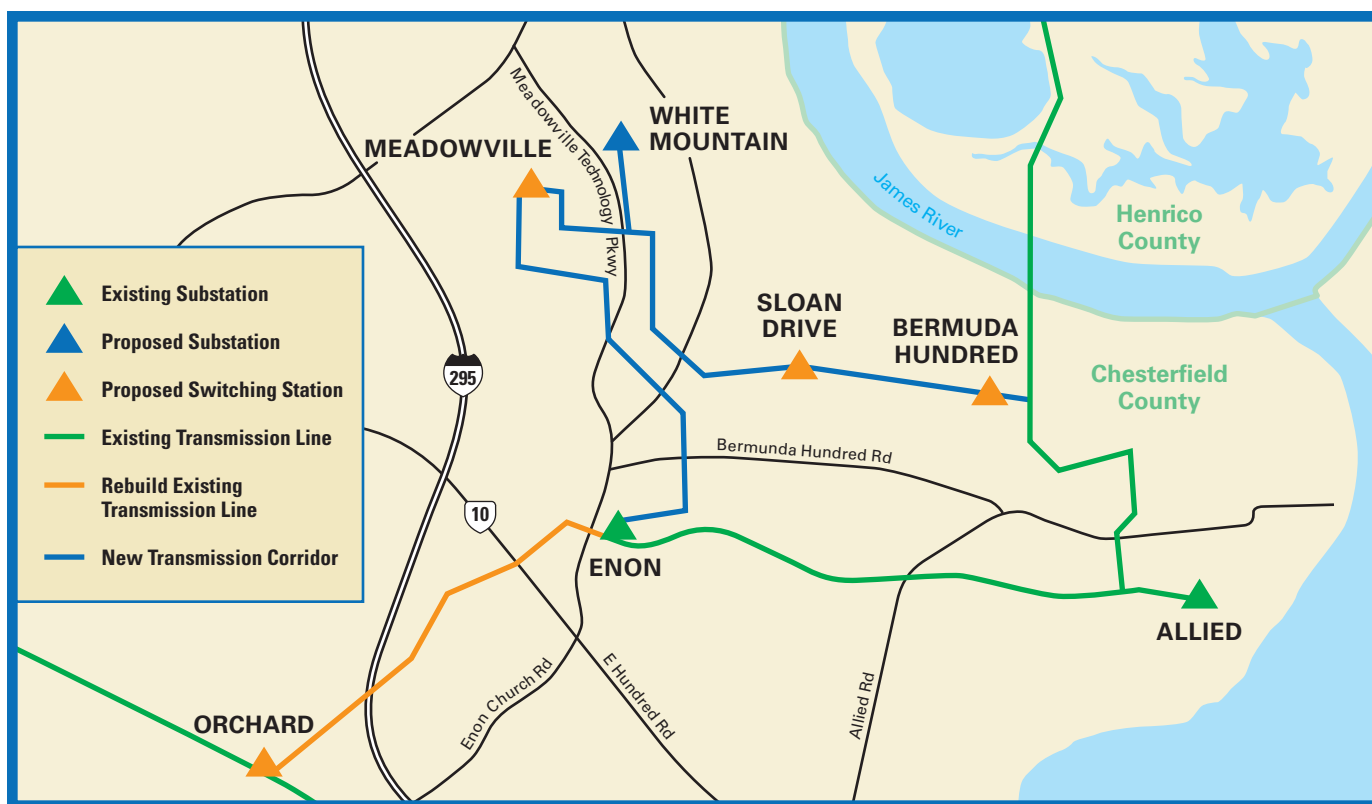 WHITE
MOUNTAIN
MEADOWVILLE
Meadowville Technology Pkwy
James River
Henrico
County
Existing Substation
Proposed Substation
Proposed Switching Station
Existing Transmission Line
Rebuild Existing
Transmission Line
New Transmission Corridor
295
SLOAN
DRIVE
BERMUDA
HUNDRED
Chesterfield
County
Bermunda Hundred Rd
10
ENON
ALLIED
Enon Church Rd
E Hundred Rd
Allied Rd
ORCHARD